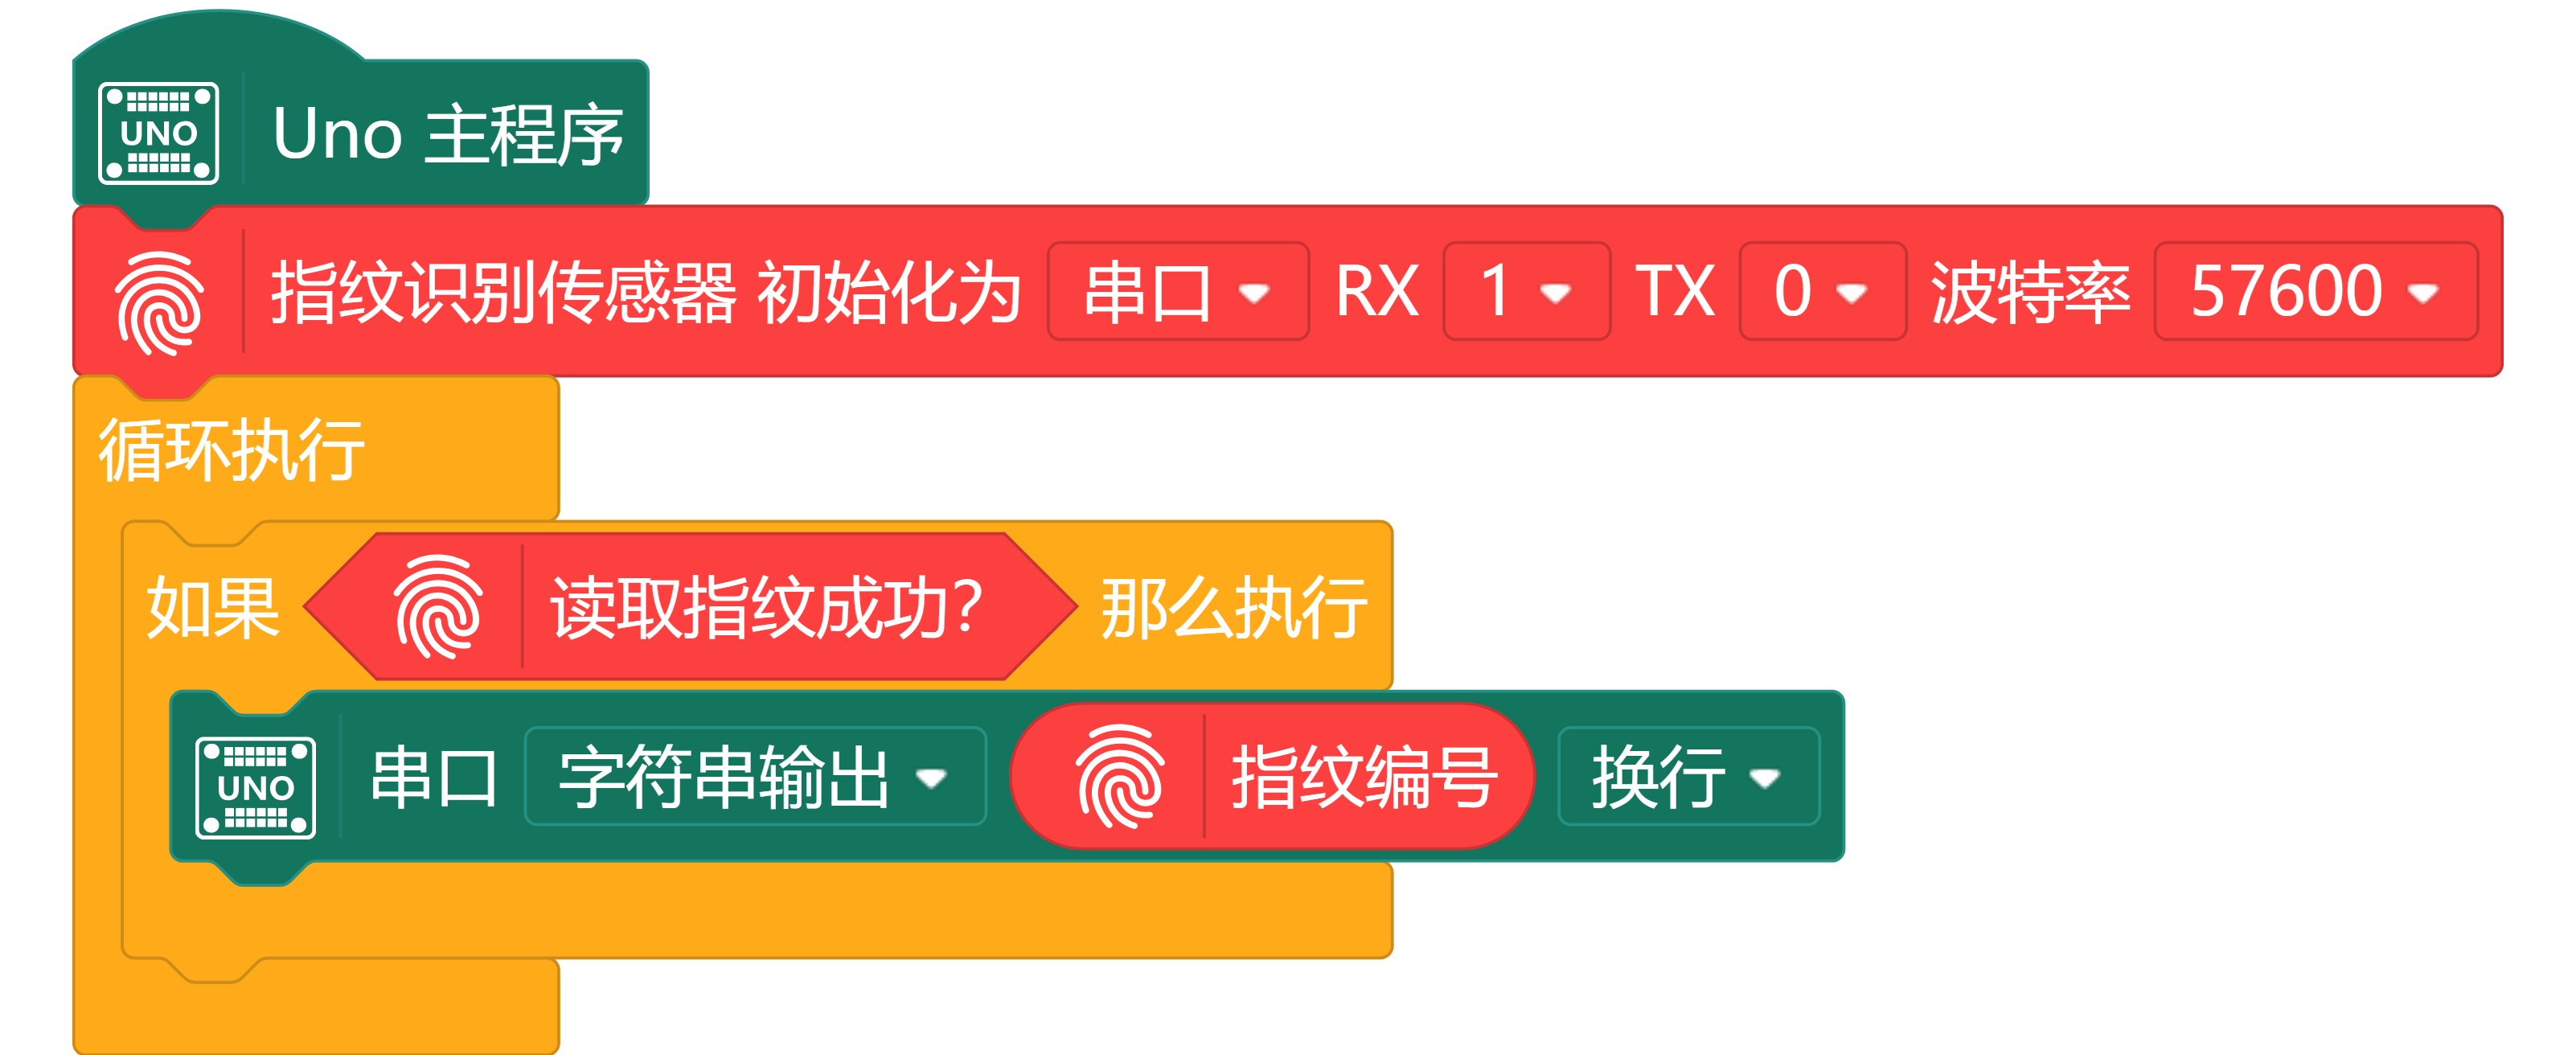 UNO Uno 主程序
指纹识别传感器 初始化为 串口 RX 1 TX 0 波特率 57600
循环执行
如果 读取指纹成功? 那么执行
UNO 串口 字符串输出 指纹编号 换行